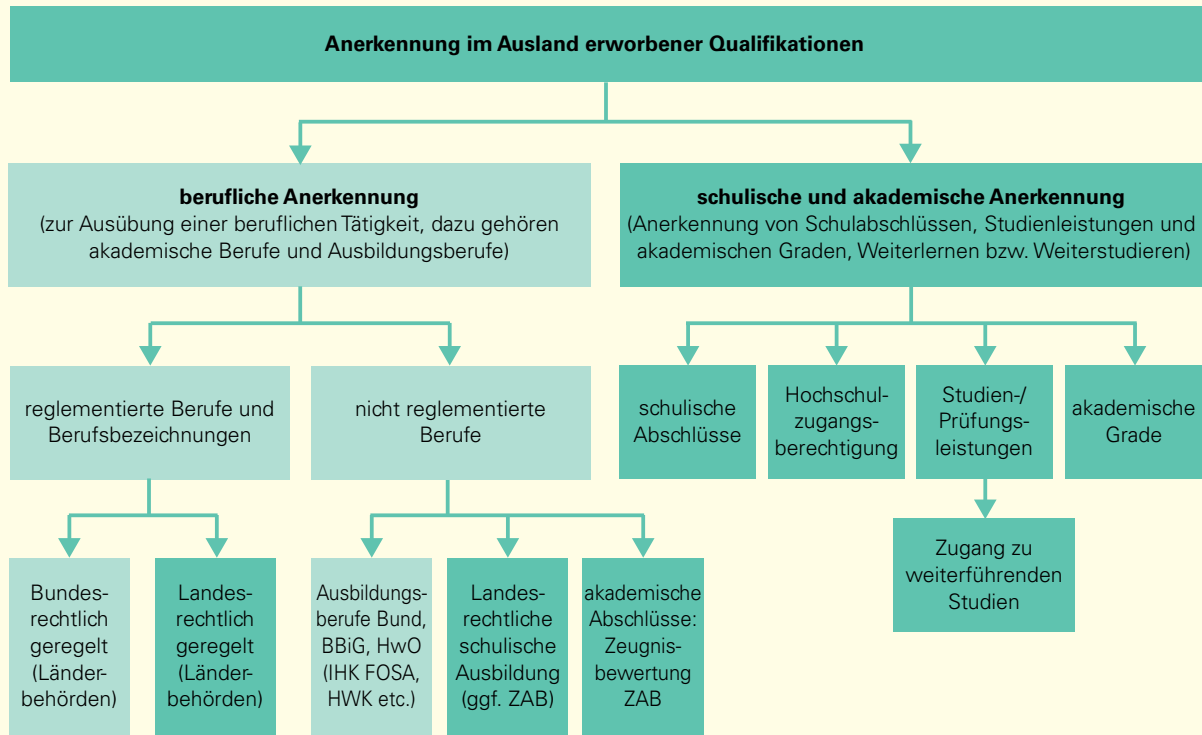 Anerkennung im Ausland erworbener Qualifikationen
berufliche Anerkennung
(zur Ausübung einer beruflichen Tätigkeit, dazu gehören
akademische Berufe und Ausbildungsberufe)
schulische und akademische Anerkennung
(Anerkennung von Schulabschlüssen, Studienleistungen und
akademischen Graden, Weiterlernen bzw. Weiterstudieren)
reglementierte Berufe und
Berufsbezeichnungen
nicht reglementierte
Berufe
schulische
Abschlüsse
Hochschul-
zugangs-
berechtigung
Studien-/
Prüfungs-
leistungen
akademische
Grade
Bundes-
rechtlich
geregelt
(Länder-
behörden)
Landes-
rechtlich
geregelt
(Länder-
behörden)
Ausbildungs-
berufe Bund,
BBiG, HwO
(IHK FOSA,
HWK etc.)
Landes-
rechtliche
schulische
Ausbildung
(ggf. ZAB)
akademische
Abschlüsse:
Zeugnis-
bewertung
ZAB
Zugang zu
weiterführenden
Studien